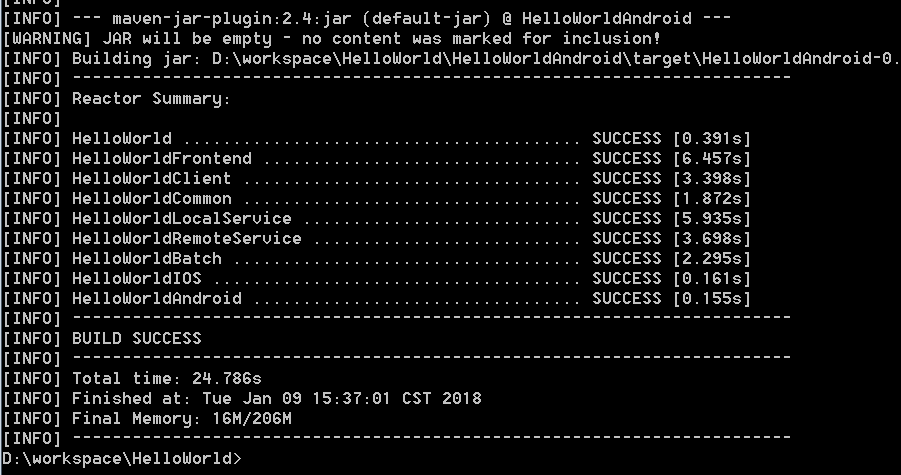 [INFO]
[INFO] --- maven-jar-plugin:2.4:jar (default-jar) @ HelloWorldAndroid ---
[WARNING] JAR will be empty - no content was marked for inclusion!
[INFO] Building jar: D:\workspace\HelloWorld\HelloWorldAndroid\target\HelloWorldAndroid-0.
[INFO] ------------------------------------------------------------------------
[INFO] Reactor Summary:
[INFO]
[INFO] HelloWorld ........................................ SUCCESS [0.391s]
[INFO] HelloWorldFrontend ................................ SUCCESS [6.457s]
[INFO] HelloWorldClient .................................. SUCCESS [3.398s]
[INFO] HelloWorldCommon .................................. SUCCESS [1.872s]
[INFO] HelloWorldLocalService ............................ SUCCESS [5.935s]
[INFO] HelloWorldRemoteService ........................... SUCCESS [3.698s]
[INFO] HelloWorldBatch ................................... SUCCESS [2.295s]
[INFO] HelloWorldIOS ..................................... SUCCESS [0.161s]
[INFO] HelloWorldAndroid ................................. SUCCESS [0.155s]
[INFO] ------------------------------------------------------------------------
[INFO] BUILD SUCCESS
[INFO] ------------------------------------------------------------------------
[INFO] Total time: 24.786s
[INFO] Finished at: Tue Jan 09 15:37:01 CST 2018
[INFO] Final Memory: 16M/206M
[INFO] ------------------------------------------------------------------------
D:\workspace\HelloWorld>